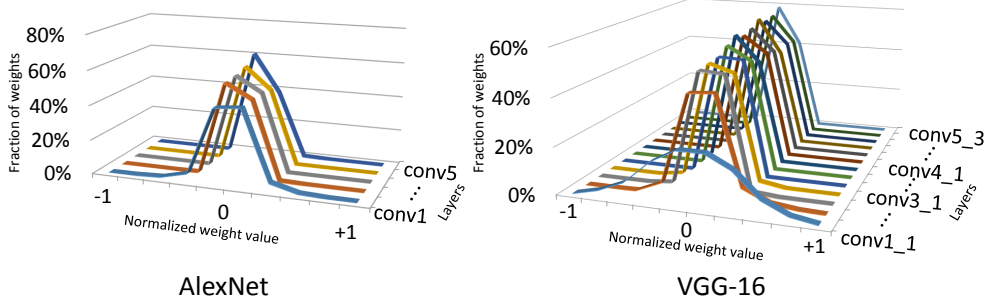 80%
60%
40%
20%
0%
Fraction of weights
-1
0
+1
Normalized weight value
conv5
⋮
conv1
Layers
AlexNet
60%
40%
20%
0%
Fraction of weights
-1
0
+1
Normalized weight value
conv5_3
⋮
conv4_1
⋮
conv3_1
⋮
conv1_1
Layers
VGG-16